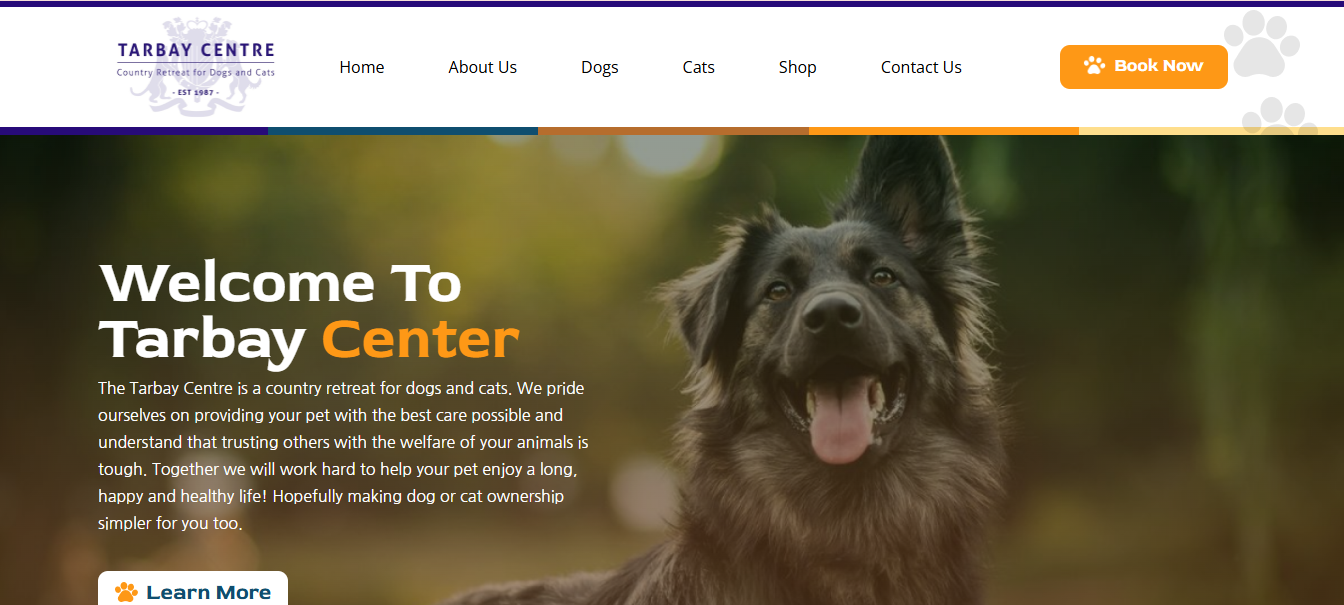 TARBAY CENTRE
Country Retreat for Dogs and Cats
- EST 1987 -
Home
About Us
Dogs
Cats
Shop
Contact Us
Book Now
Welcome To
Tarbay Center
The Tarbay Centre is a country retreat for dogs and cats. We pride
ourselves on providing your pet with the best care possible and
understand that trusting others with the welfare of your animals is
tough. Together we will work hard to help your pet enjoy a long,
happy and healthy life! Hopefully making dog or cat ownership
simpler for you too.
Learn More